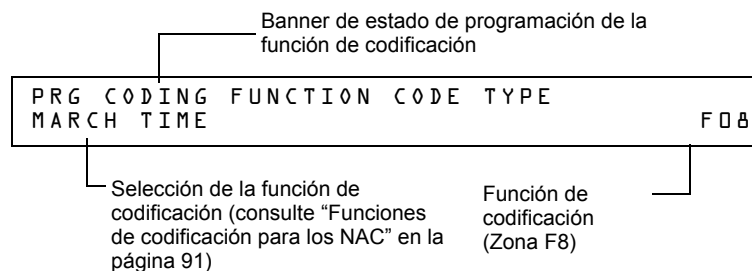 Banner de estado de programación de la
función de codificación
PRG CODING FUNCTION CODE TYPE
MARCH TIME F08
Selección de la función de
codificación (consulte “Funciones
de codificación para los NAC” en la
página 91)
Función de
codificación
(Zona F8)